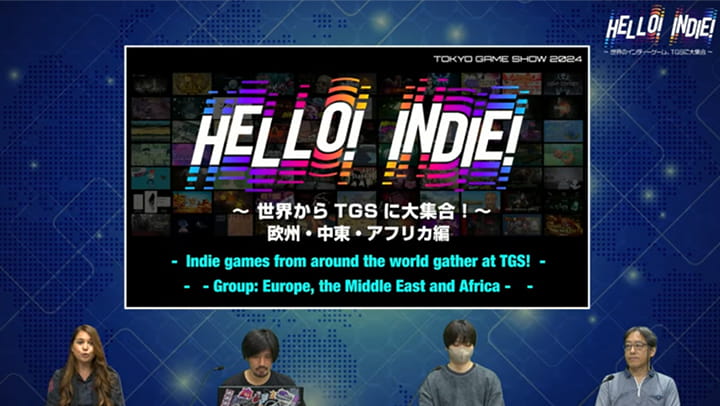 HELLO! INDIE!
〜 世界のインディーゲーム、TGSに大集合 〜
TOKYO GAME SHOW 2024
HELLO! INDIE!
〜 世界から TGS に大集合！〜
欧州・中東・アフリカ編
- Indie games from around the world gather at TGS! -
- - Group: Europe, the Middle East and Africa - -